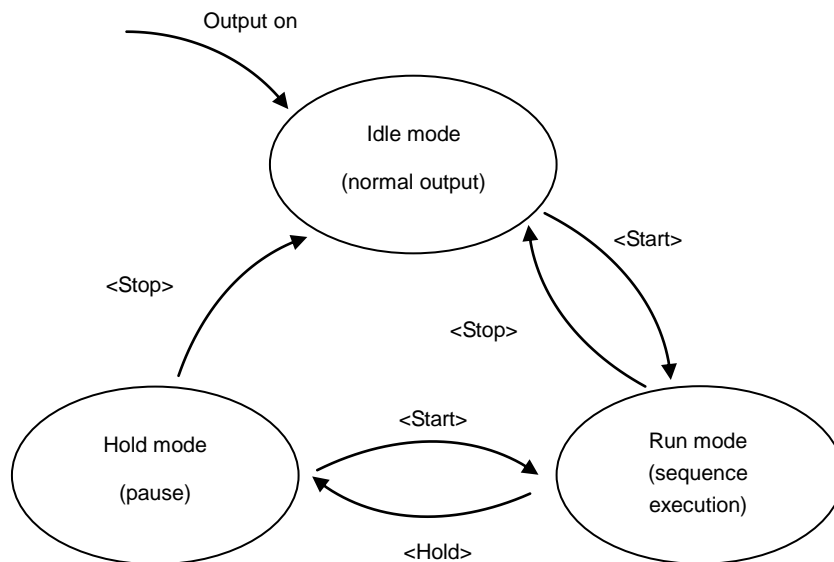 Output on
Idle mode
(normal output)
<Start>
<Stop>
<Stop>
<Start>
Hold mode
(pause)
Run mode
(sequence
execution)
<Hold>